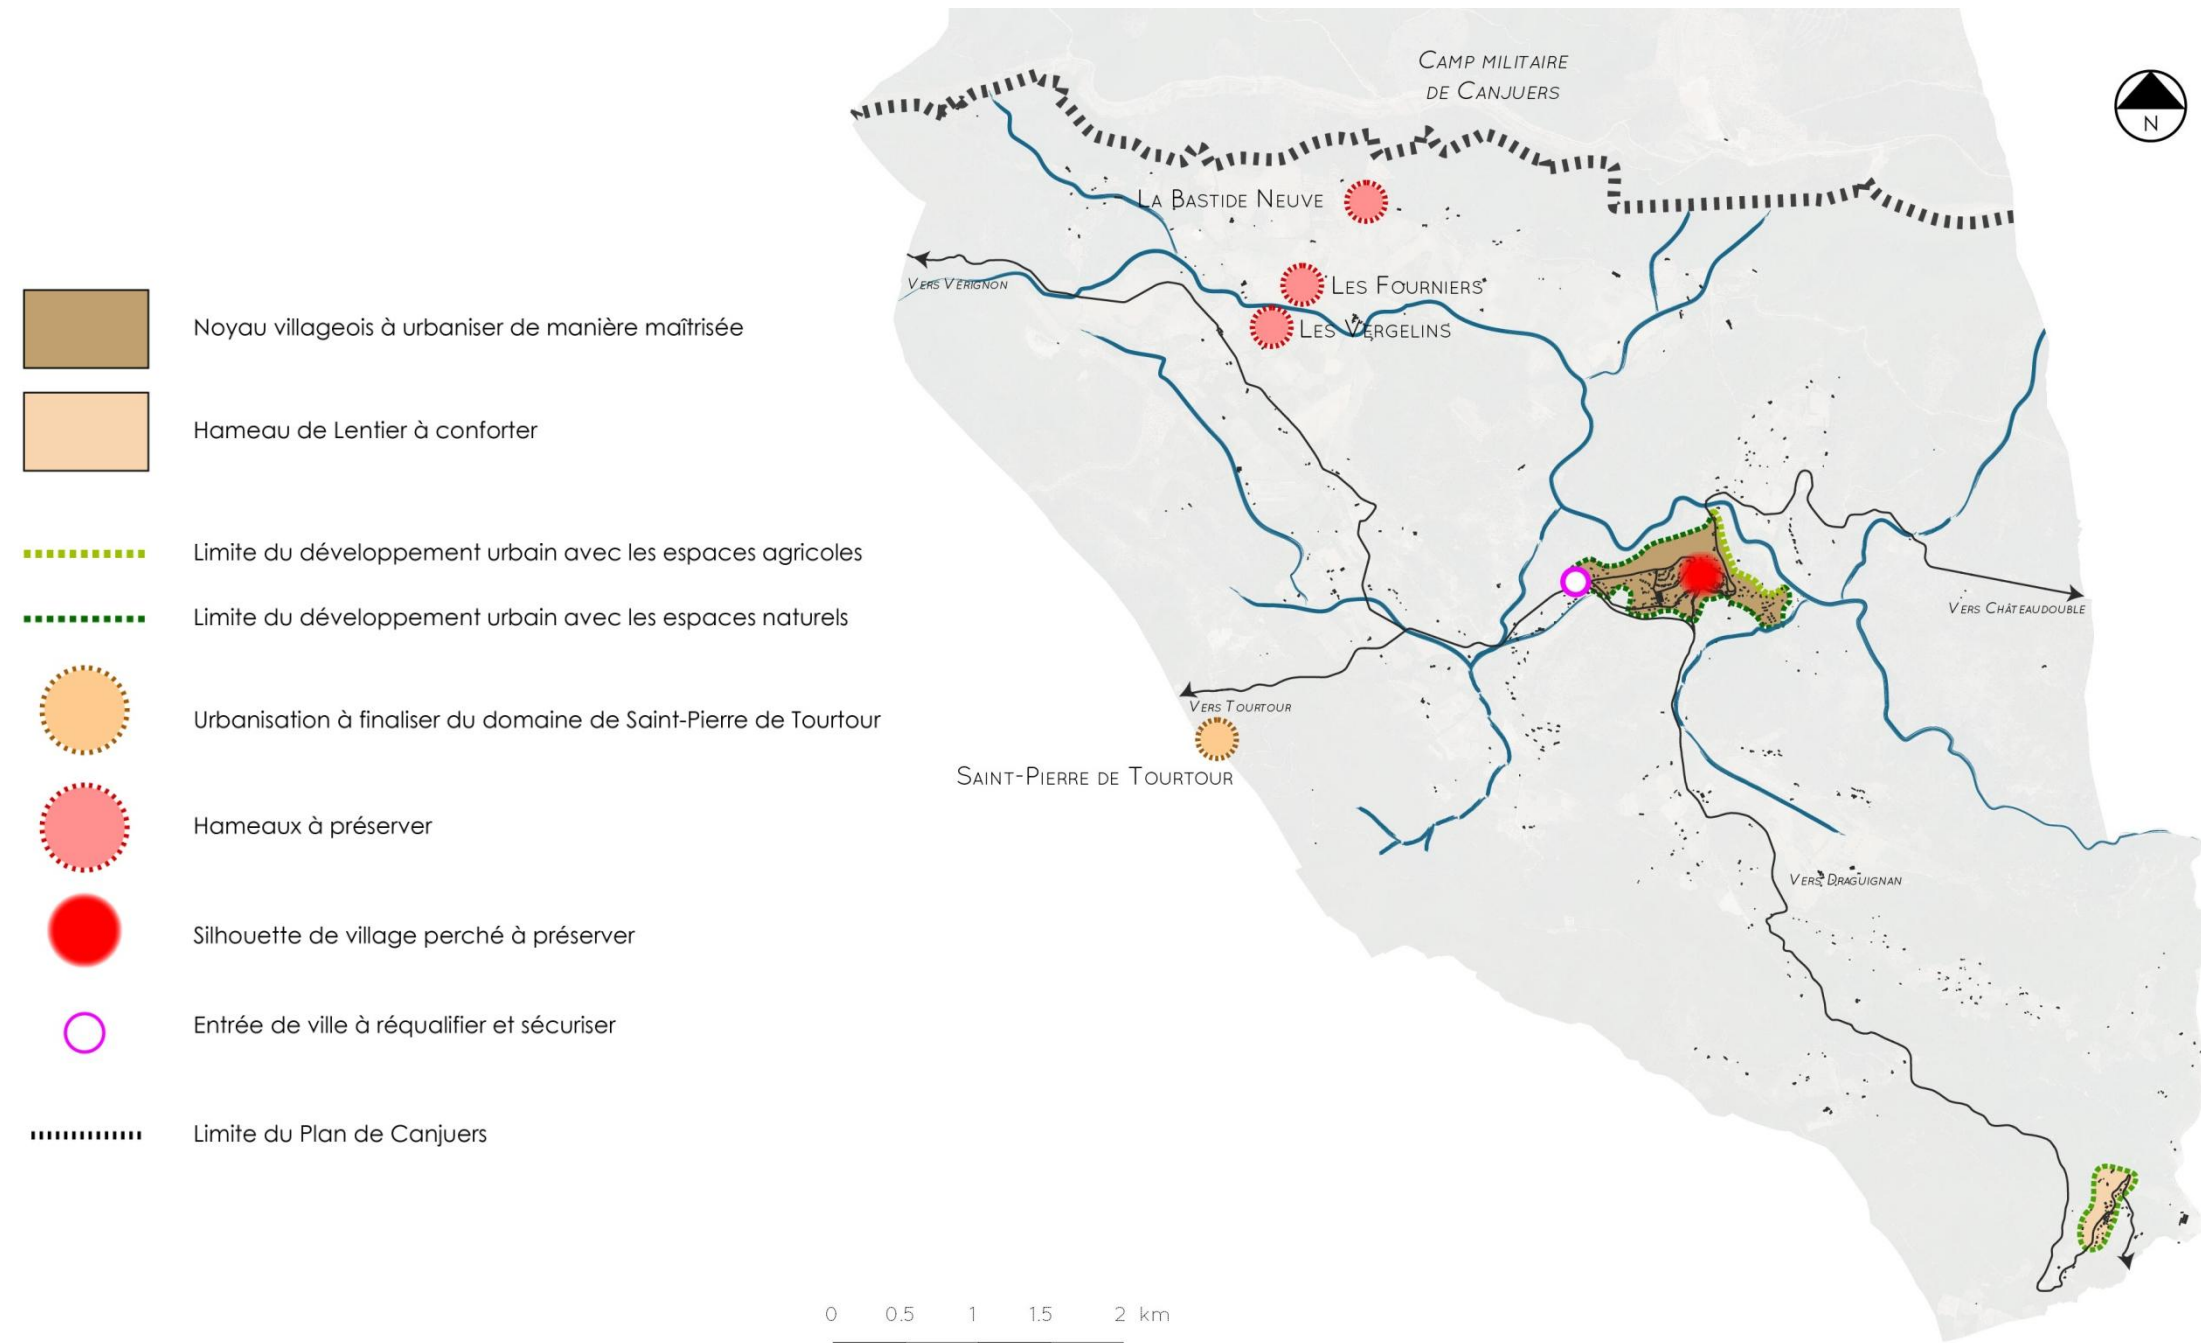 CAMP MILITAIRE
DE CANJUERS
N
LA BASTIDE NEUVE
VERS VÉRIGNON
LES FOURNIERS
LES VERGELINS
Noyau villageois à urbaniser de manière maîtrisée
Hameau de Lentier à conforter
Limite du développement urbain avec les espaces agricoles
Limite du développement urbain avec les espaces naturels
VERS CHÂTEAUDOUBLE
Urbanisation à finaliser du domaine de Saint-Pierre de Tourtour
VERS TOURTOUR
SAINT-PIERRE DE TOURTOUR
Hameaux à préserver
VERS DRAGUIGNAN
Silhouette de village perché à préserver
Entrée de ville à réqualifier et sécuriser
Limite du Plan de Canjuers
0 0.5 1 1.5 2 km